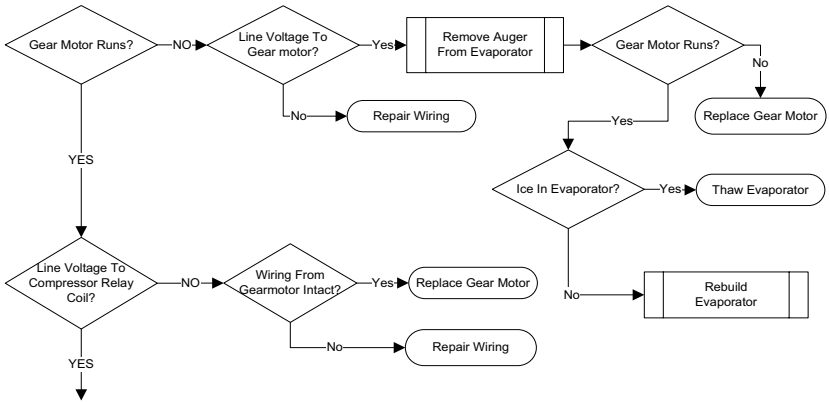 Gear Motor Runs?
NO
Line Voltage To
Gear motor?
Yes
Remove Auger
From Evaporator
Gear Motor Runs?
No
Replace Gear Motor
No
Repair Wiring
Yes
YES
Ice In Evaporator?
Yes
Thaw Evaporator
Line Voltage To
Compressor Relay
Coil?
NO
Wiring From
Gearmotor Intact?
Yes
Replace Gear Motor
No
Rebuild
Evaporator
No
Repair Wiring
YES